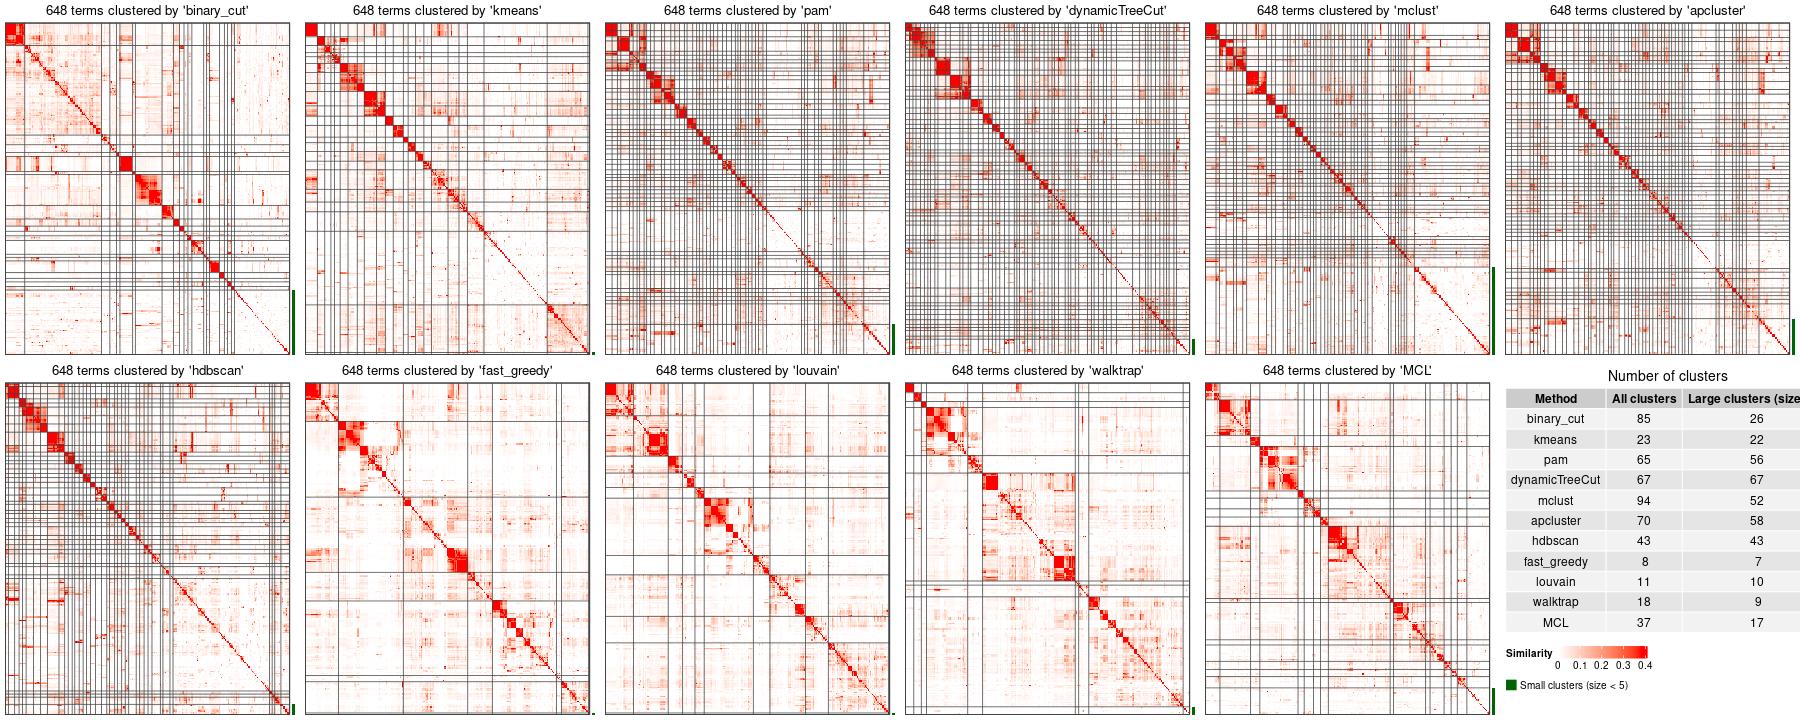 648 terms clustered by 'binary_cut'
648 terms clustered by 'kmeans'
648 terms clustered by 'pam'
648 terms clustered by 'dynamicTreeCut'
648 terms clustered by 'mclust'
648 terms clustered by 'apcluster'
648 terms clustered by 'hdbscan'
648 terms clustered by 'fast_greedy'
648 terms clustered by 'louvain'
648 terms clustered by 'walktrap'
648 terms clustered by 'MCL'
Number of clusters
Method All clusters Large clusters (size
binary_cut 85 26
kmeans 23 22
pam 65 56
dynamicTreeCut 67 67
mclust 94 52
apcluster 70 58
hdbscan 43 43
fast_greedy 8 7
louvain 11 10
walktrap 18 9
MCL 37 17
Similarity
0 0.1 0.2 0.3 0.4
Small clusters (size < 5)